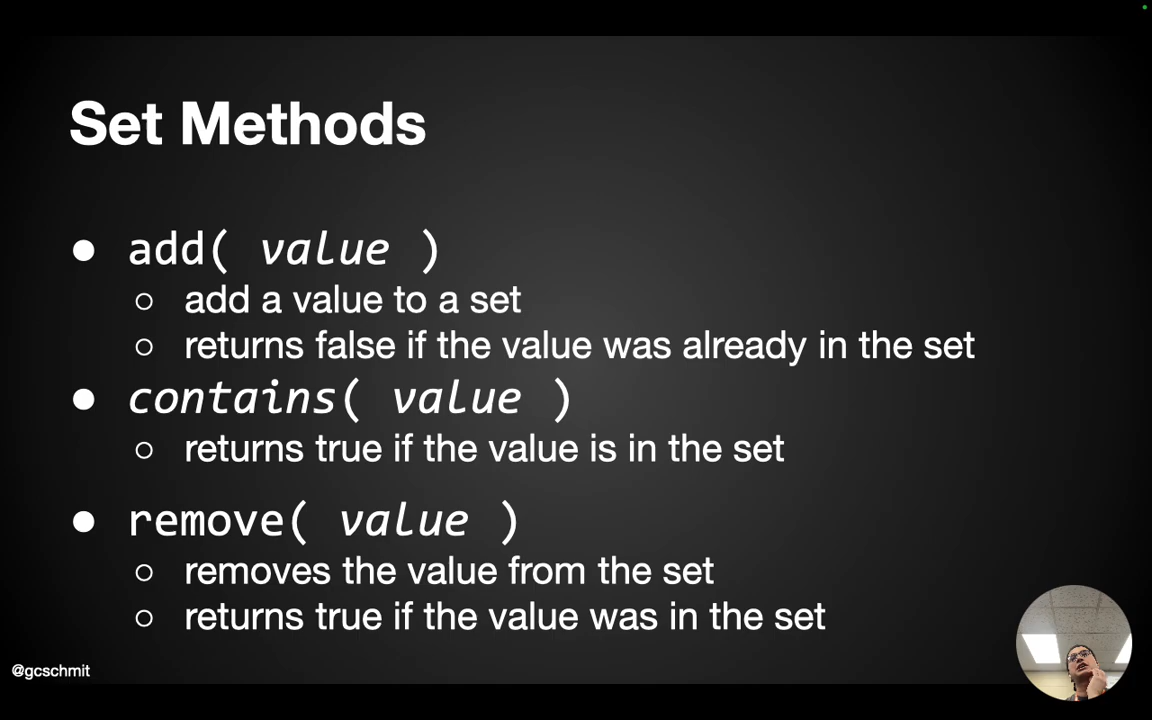 Set Methods
● add( value )
○ add a value to a set
○ returns false if the value was already in the set
● contains( value )
○ returns true if the value is in the set
● remove( value )
○ removes the value from the set
○ returns true if the value was in the set
@gcschmit